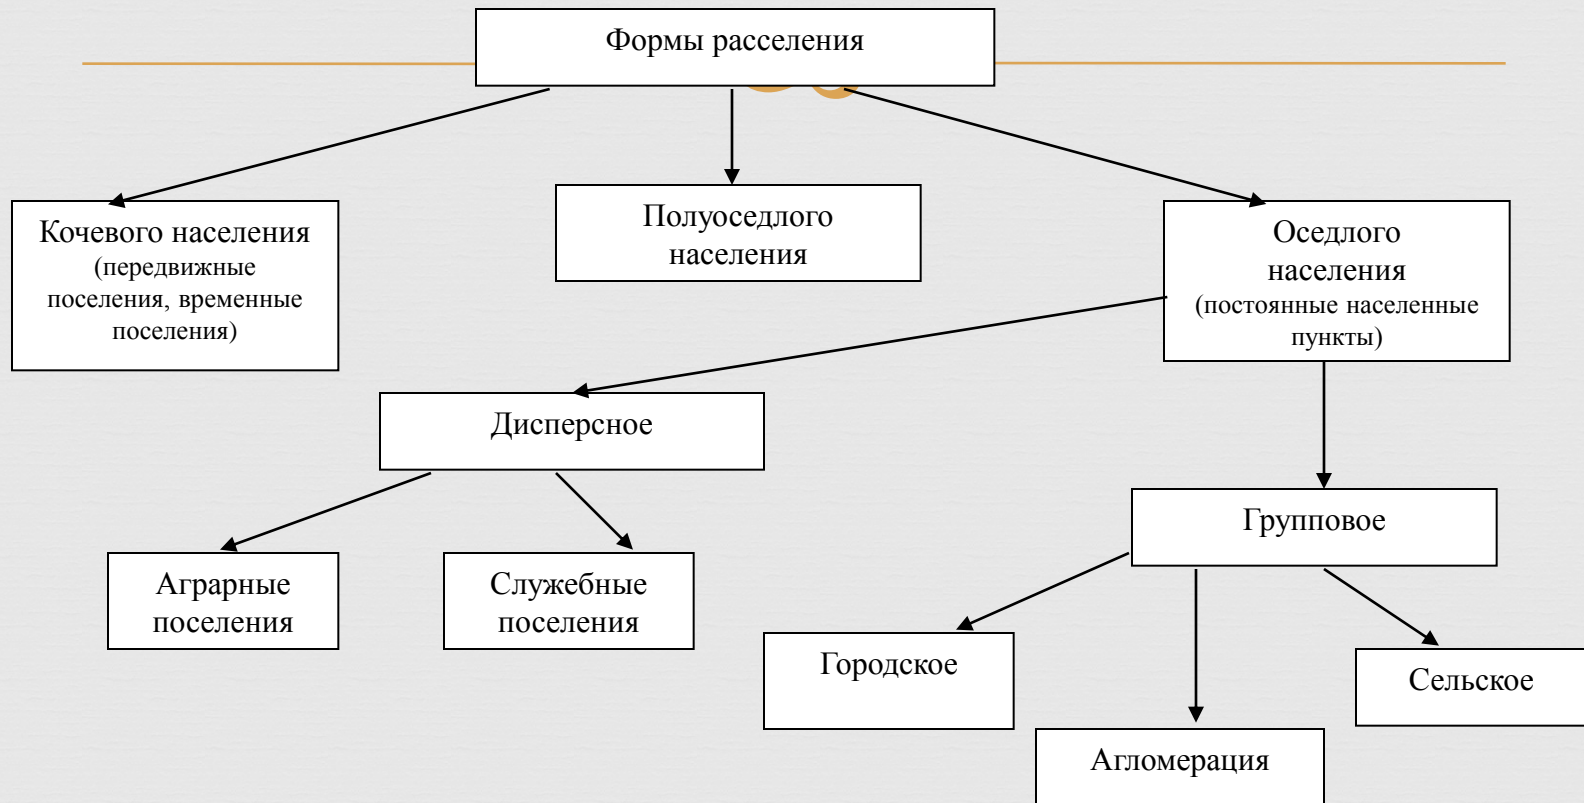 Формы расселения
Кочевого населения
(передвижные
поселения, временные
поселения)
Полуоседлого
населения
Оседлого
населения
(постоянные населенные
пункты)
Дисперсное
Групповое
Аграрные
поселения
Служебные
поселения
Городское
Агломерация
Сельское